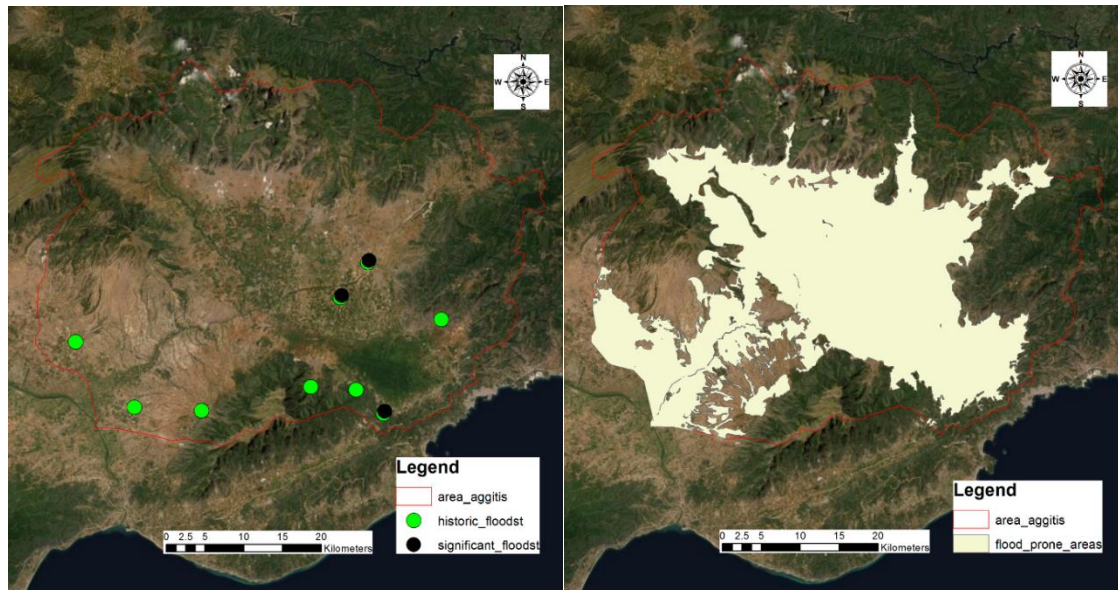 N
W E
S
Legend
area_aggitis
historic_floodst
significant_floodst
0 2.5 5 10 15 20
Kilometers
N
W E
S
Legend
area_aggitis
flood_prone_areas
0 2.5 5 10 15 20
Kilometers